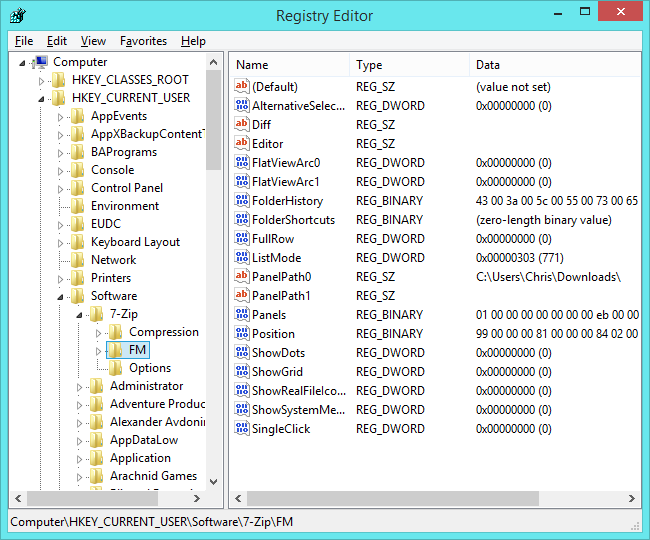 Registry Editor
File Edit View Favorites Help
Computer
HKEY_CLASSES_ROOT
HKEY_CURRENT_USER
AppEvents
AppXBackupContentT
BAPrograms
Console
Control Panel
Environment
EUDC
Keyboard Layout
Network
Printers
Software
7-Zip
Compression
FM
Options
Administrator
Adventure Produc
Alexander Avdonin
AppDataLow
Application
Arachnid Games
Name Type Data
(Default) REG_SZ (value not set)
AlternativeSelec... REG_DWORD 0x00000000 (0)
Diff REG_SZ
Editor REG_SZ
FlatViewArc0 REG_DWORD 0x00000000 (0)
FlatViewArc1 REG_DWORD 0x00000000 (0)
FolderHistory REG_BINARY 43 00 3a 00 5c 00 55 00 73 00 65
FolderShortcuts REG_BINARY (zero-length binary value)
FullRow REG_DWORD 0x00000000 (0)
ListMode REG_DWORD 0x00000303 (771)
PanelPath0 REG_SZ C:\Users\Chris\Downloads\
PanelPath1 REG_SZ
Panels REG_BINARY 01 00 00 00 00 00 00 00 eb 00 00
Position REG_BINARY 99 00 00 00 81 00 00 00 84 02 00
ShowDots REG_DWORD 0x00000000 (0)
ShowGrid REG_DWORD 0x00000000 (0)
ShowRealFileIco... REG_DWORD 0x00000000 (0)
ShowSystemMe... REG_DWORD 0x00000000 (0)
SingleClick REG_DWORD 0x00000000 (0)
Computer\HKEY_CURRENT_USER\Software\7-Zip\FM